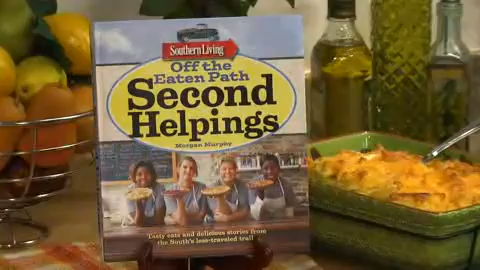 Southern Living
Off the
Eaten Path
Second
Helpings
Morgan Murphy
Tasty eats and delicious stories from
the South's less-traveled trail